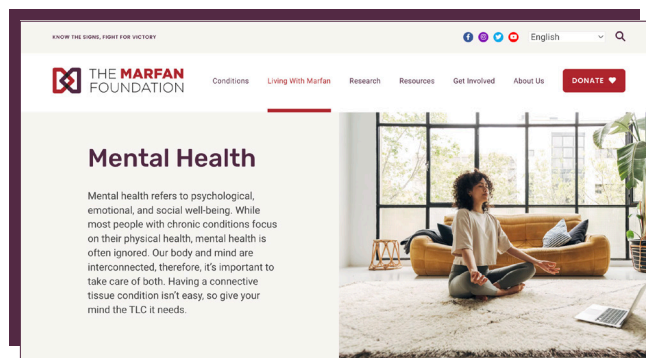 KNOW THE SIGNS, FIGHT FOR VICTORY
English
THE MARFAN
FOUNDATION
Conditions
Living With Marfan
Research
Resources
Get Involved
About Us
DONATE
Mental Health
Mental health refers to psychological,
emotional, and social well-being. While
most people with chronic conditions focus
on their physical health, mental health is
often ignored. Our body and mind are
interconnected, therefore, it's important to
take care of both. Having a connective
tissue condition isn't easy, so give your
mind the TLC it needs.